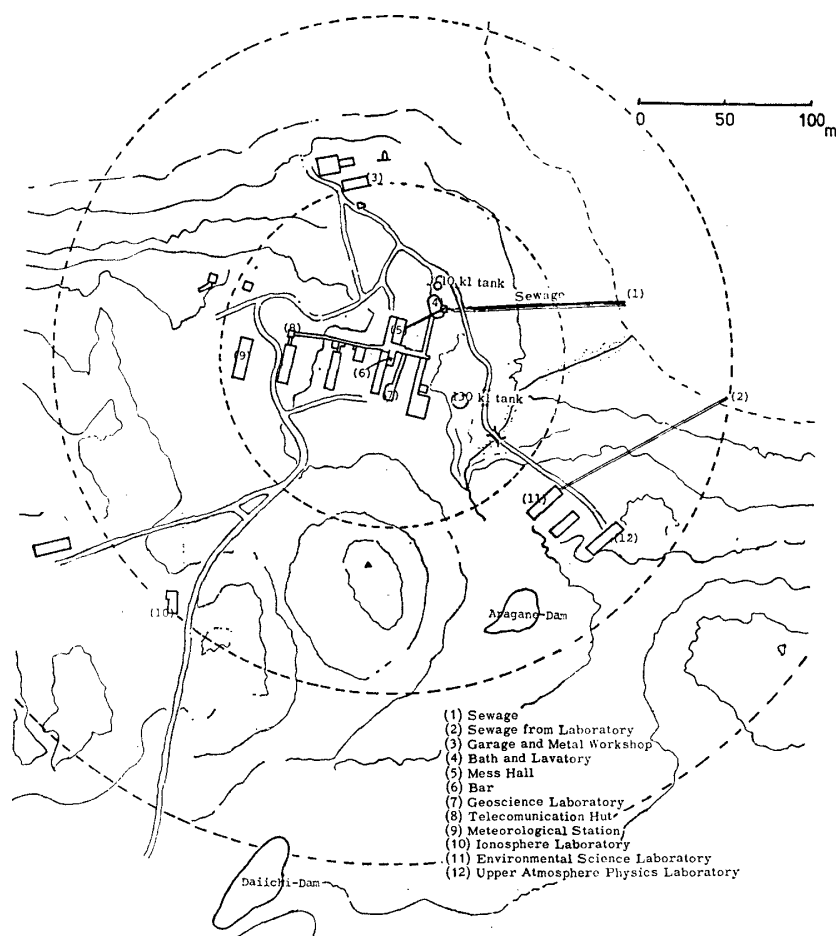 0 50 100 m
(3)
10 kl tank
Sewage
(1)
4
(5)
(8)
(9)
(6)
(7)
130 kl tank
(2)
(11)
(12)
(10)
Aragane-Dam
(1) Sewage
(2) Sewage from Laboratory
(3) Garage and Metal Workshop
(4) Bath and Lavatory
(5) Mess Hall
(6) Bar
(7) Geoscience Laboratory
(8) Telecomunication Hut
(9) Meteorological Station
(10) Ionosphere Laboratory
(11) Environmental Science Laboratory
(12) Upper Atmosphere Physics Laboratory
Daiichi-Dam